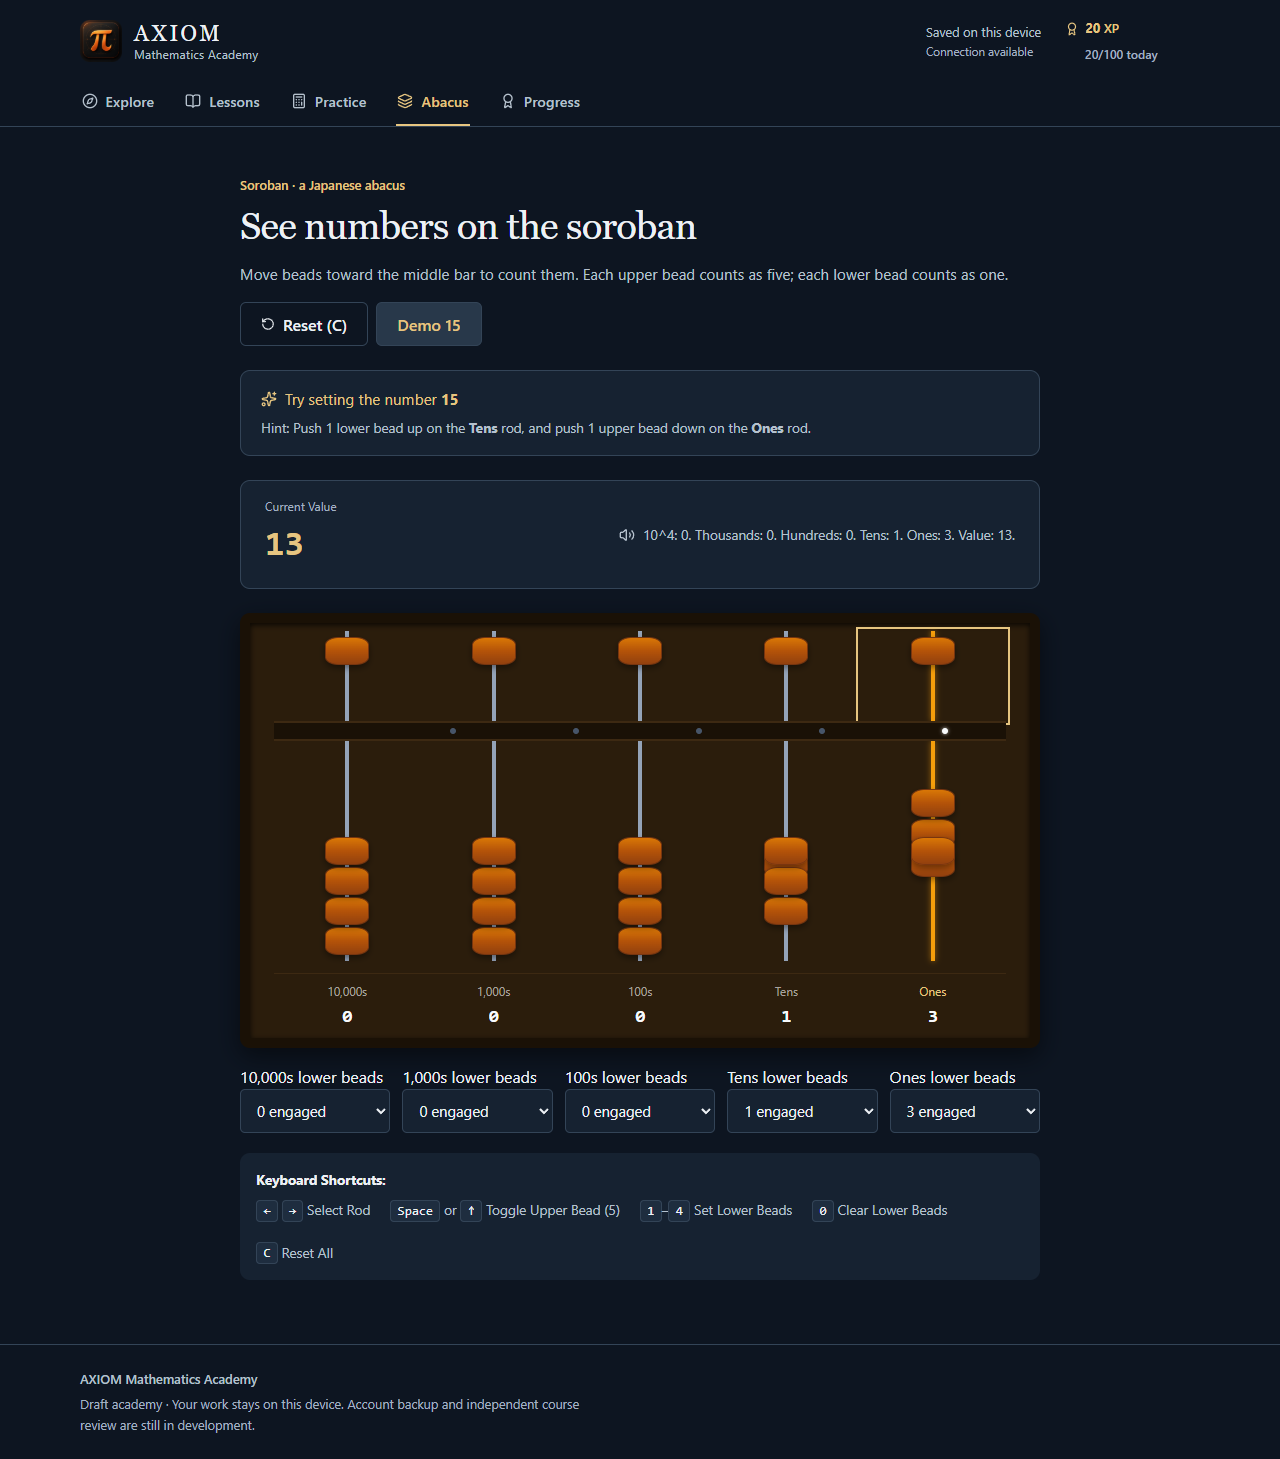 AXIOM
Mathematics Academy
Saved on this device
Connection available
20 XP
20/100 today
Explore
Lessons
Practice
Abacus
Progress
Soroban · a Japanese abacus
See numbers on the soroban
Move beads toward the middle bar to count them. Each upper bead counts as five; each lower bead counts as one.
Reset (C)
Demo 15
Try setting the number 15
Hint: Push 1 lower bead up on the Tens rod, and push 1 upper bead down on the Ones rod.
Current Value
13
10^4: 0. Thousands: 0. Hundreds: 0. Tens: 1. Ones: 3. Value: 13.
10,000s 1,000s 100s Tens Ones
0 0 0 1 3
10,000s lower beads 1,000s lower beads 100s lower beads Tens lower beads Ones lower beads
0 engaged 0 engaged 0 engaged 1 engaged 3 engaged
Keyboard Shortcuts:
← → Select Rod Space or ↑ Toggle Upper Bead (5) 1–4 Set Lower Beads 0 Clear Lower Beads
C Reset All
AXIOM Mathematics Academy
Draft academy · Your work stays on this device. Account backup and independent course
review are still in development.